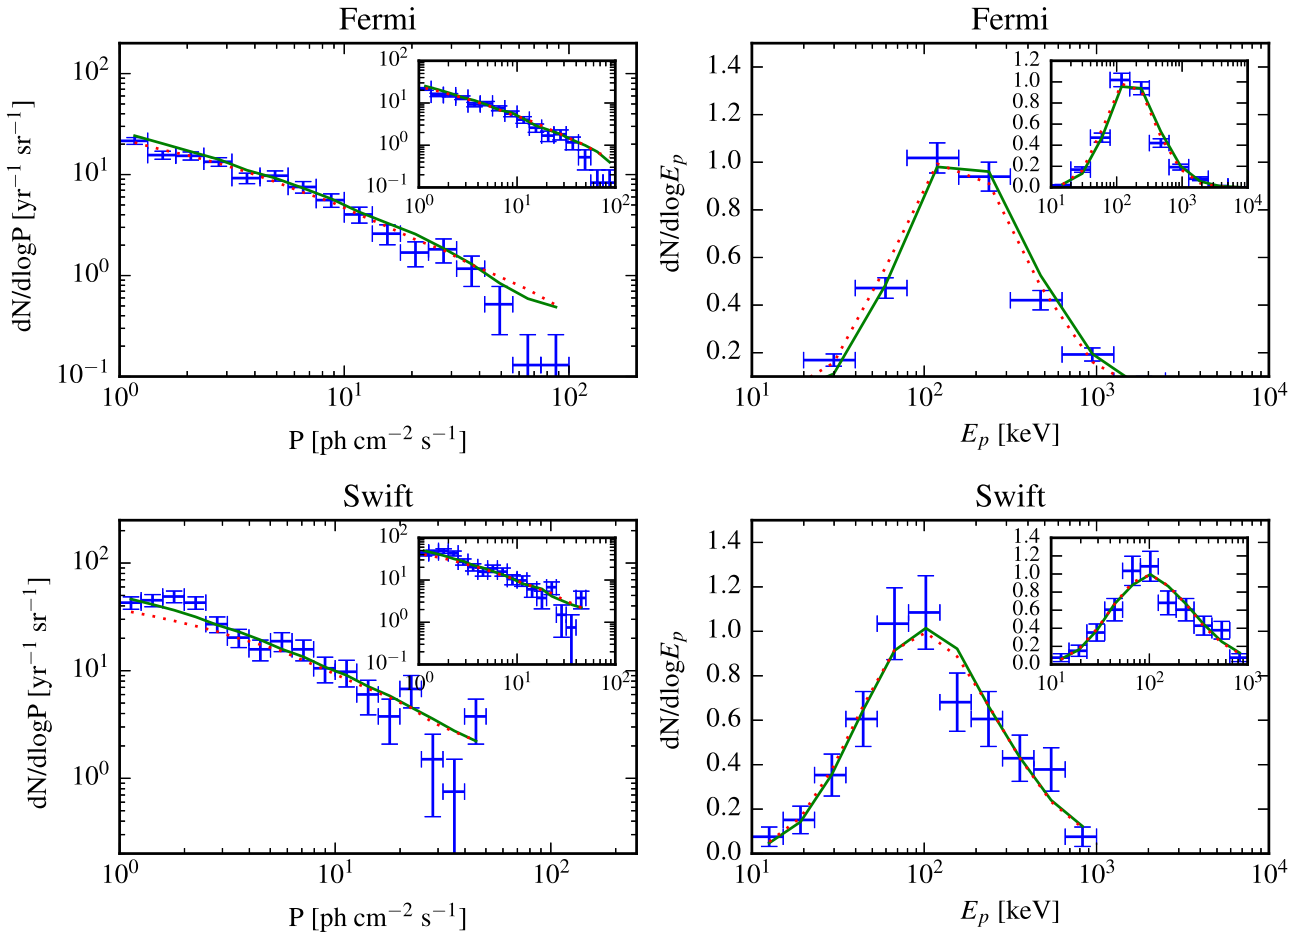 Fermi
10² 10¹ 10⁰ 10⁻¹
dN/dlogP [yr⁻¹ sr⁻¹]
10⁰ 10¹ 10²
P [ph cm⁻² s⁻¹]
10² 10¹ 10⁰ 10⁻¹
10⁰ 10¹ 10²
Fermi
1.4 1.2 1.0 0.8 0.6 0.4 0.2
dN/dlogE_p
10¹ 10² 10³ 10⁴
E_p [keV]
1.2 1.0 0.8 0.6 0.4 0.2 0.0
10¹ 10² 10³ 10⁴
Swift
10² 10¹ 10⁰
dN/dlogP [yr⁻¹ sr⁻¹]
10⁰ 10¹ 10²
P [ph cm⁻² s⁻¹]
10² 10¹ 10⁰ 10⁻¹
10⁰ 10¹ 10²
Swift
1.4 1.2 1.0 0.8 0.6 0.4 0.2 0.0
dN/dlogE_p
10¹ 10² 10³ 10⁴
E_p [keV]
1.4 1.2 1.0 0.8 0.6 0.4 0.2 0.0
10¹ 10² 10³